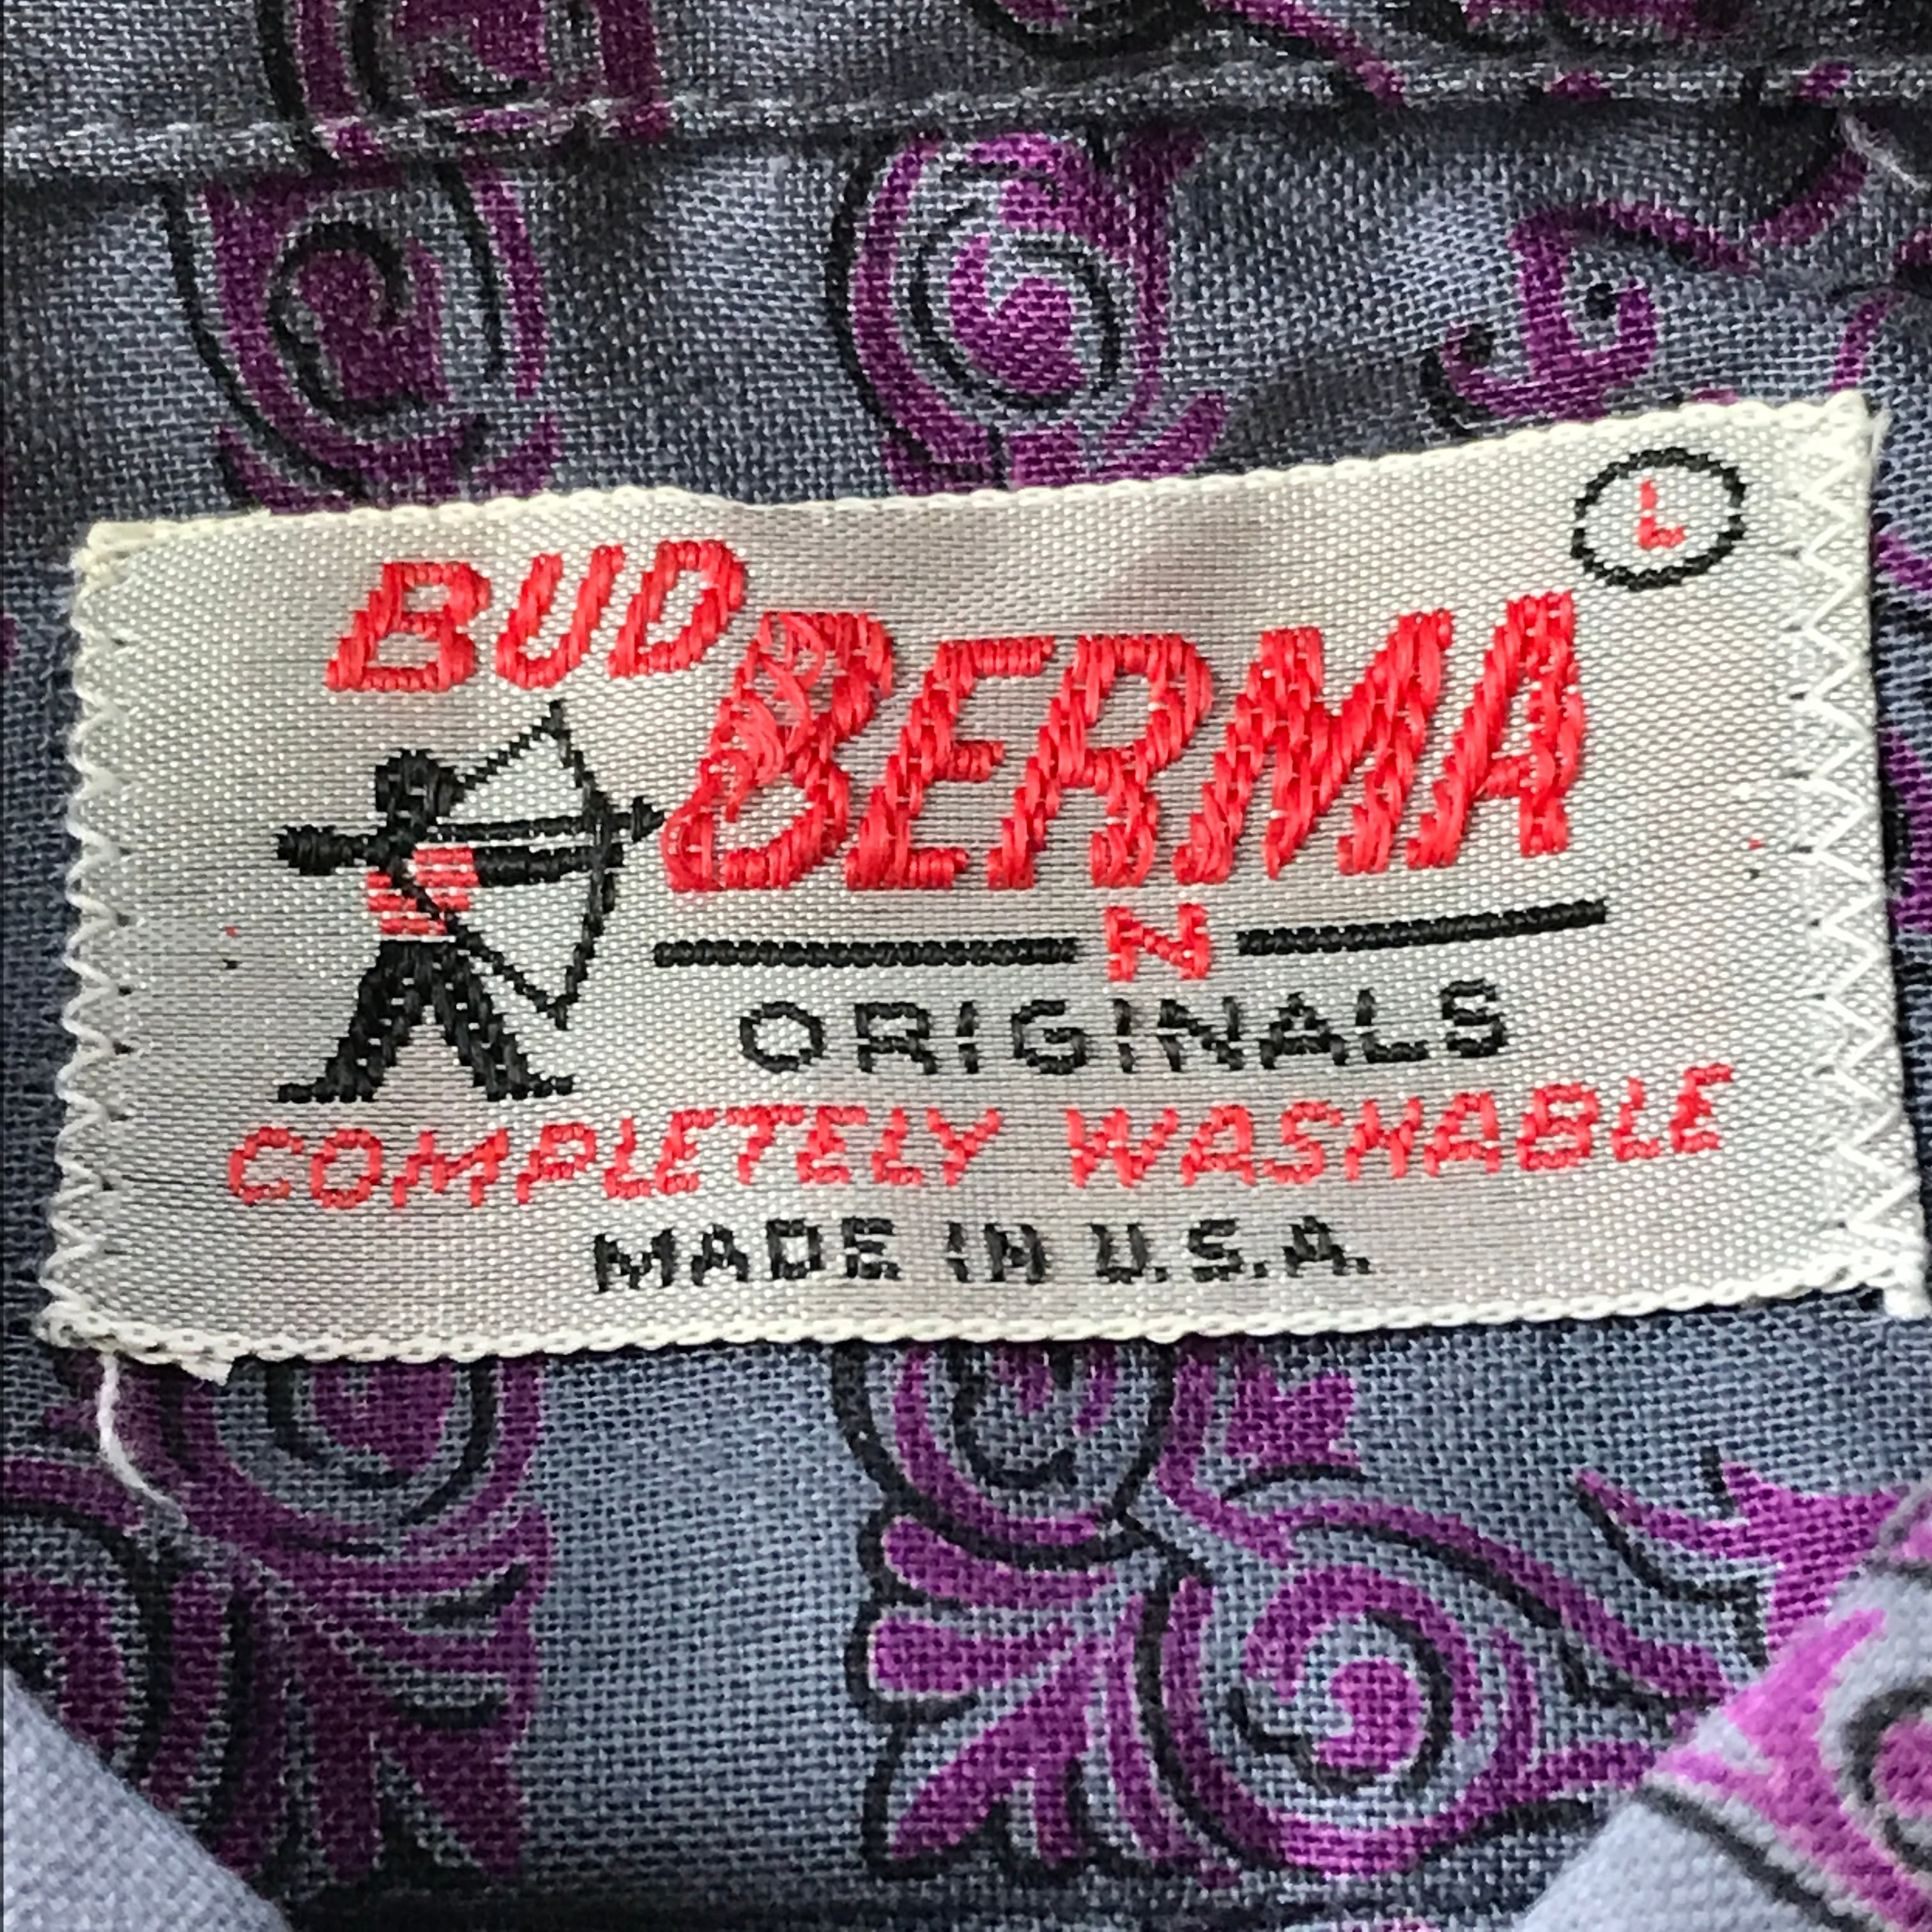 L
BUD
BERMA
N
ORIGINALS
COMPLETELY WASHABLE
MADE IN U.S.A.